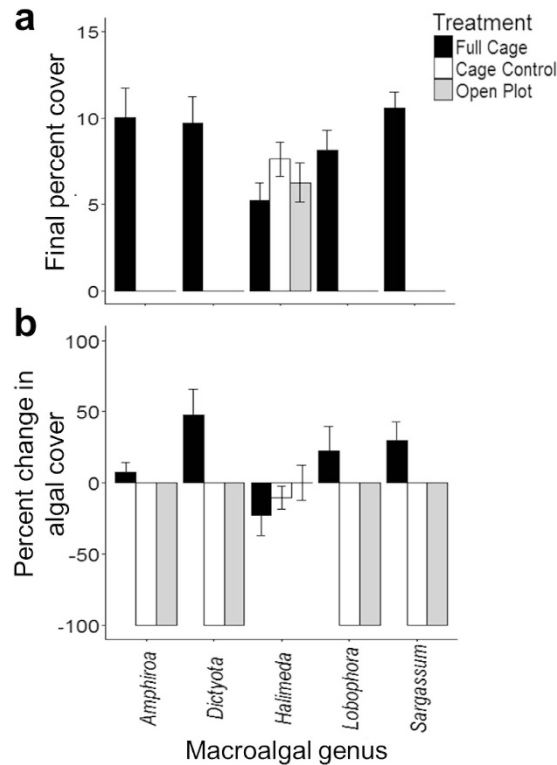 a
Treatment
Full Cage
Cage Control
Open Plot
15
10
5
0
Final percent cover
b
100
50
0
-50
-100
Percent change in
algal cover
Amphiroa
Dictyota
Halimeda
Lobophora
Sargassum
Macroalgal genus